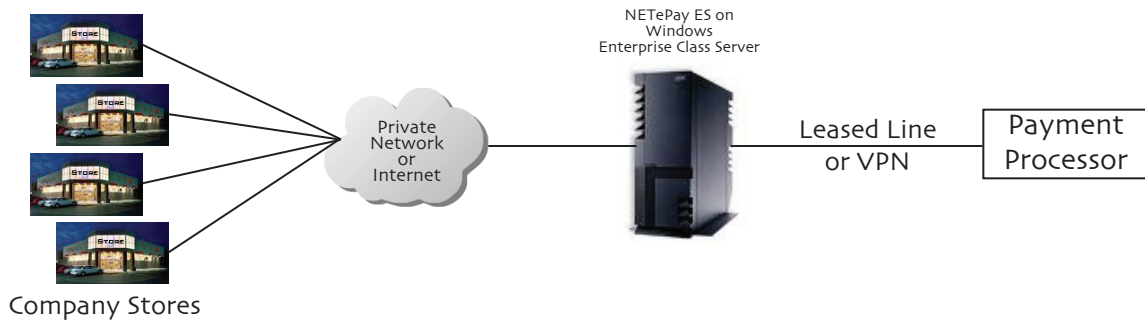 NETePay ES on
Windows
Enterprise Class Server
STORE
STORE
STORE
STORE
Private
Network
or
Internet
Leased Line
or VPN
Payment
Processor
Company Stores